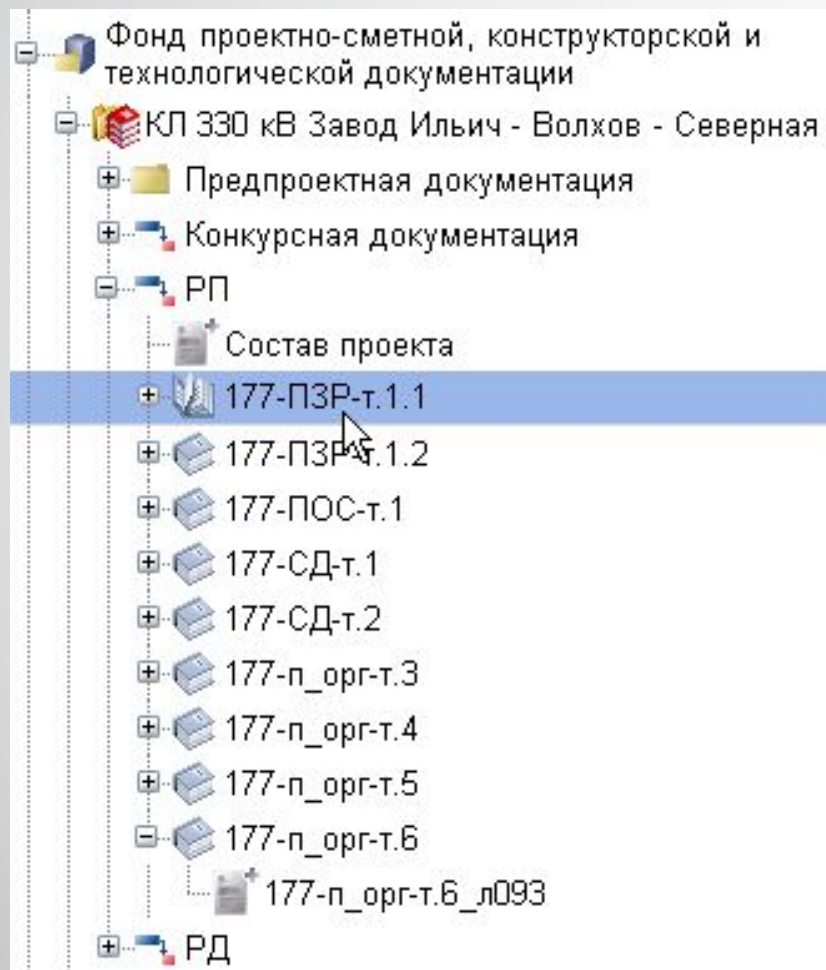 Фонд проектно-сметной, конструкторской и
технологической документации
КЛ 330 кВ Завод Ильич - Волхов - Северная
Предпроектная документация
Конкурсная документация
РП
Состав проекта
177-ПЗР-т.1.1
177-ПЗР-т.1.2
177-ПОС-т.1
177-СД-т.1
177-СД-т.2
177-п_орг-т.3
177-п_орг-т.4
177-п_орг-т.5
177-п_орг-т.6
177-п_орг-т.6_л093
РД